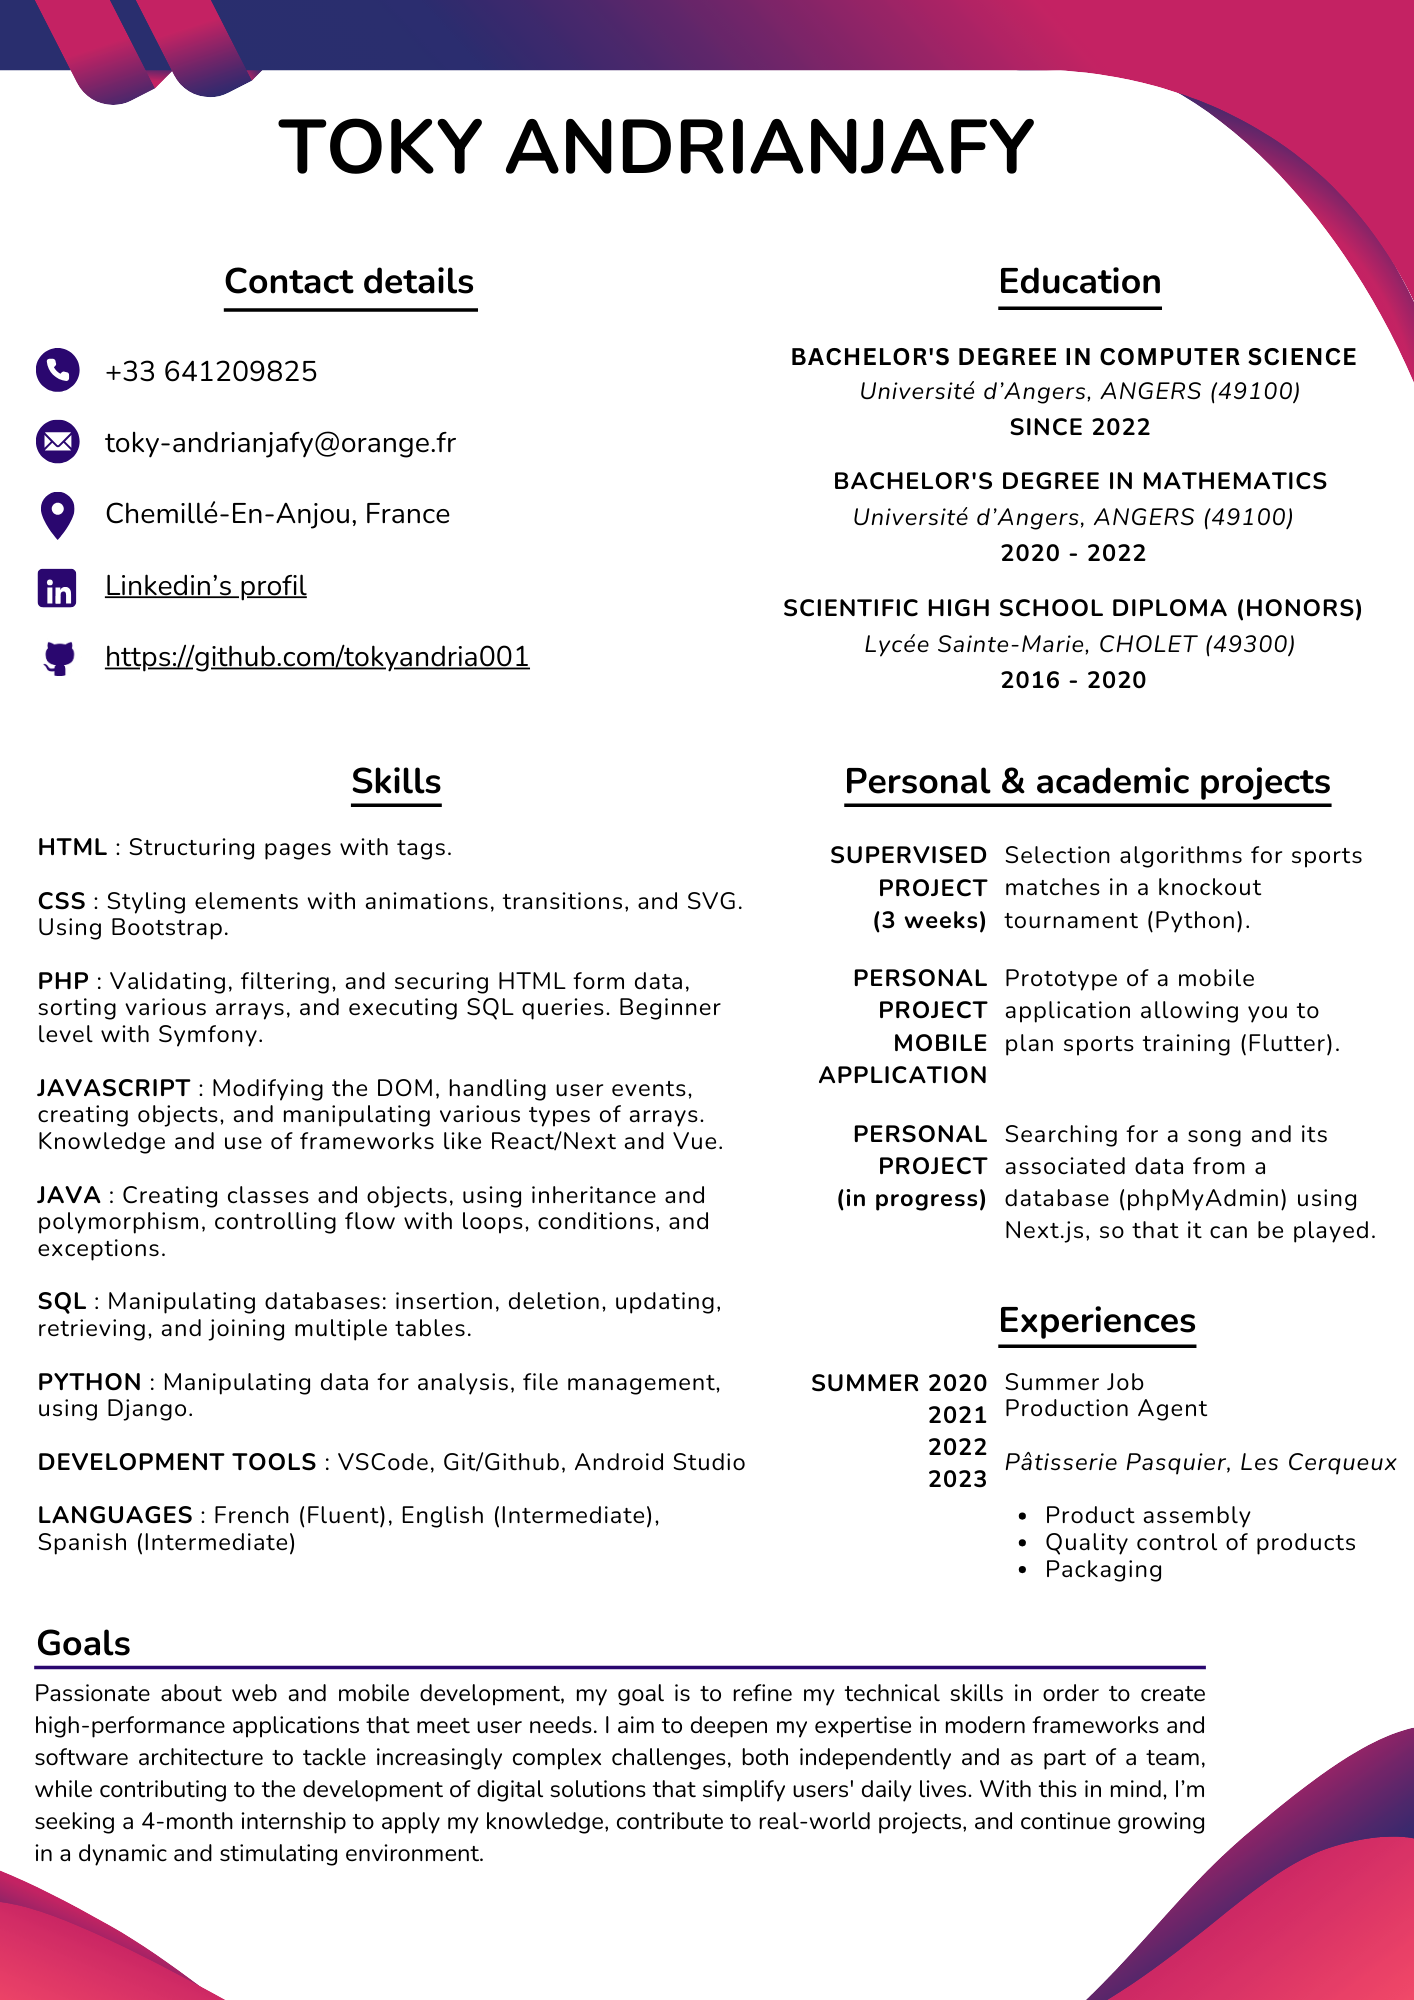 TOKY ANDRIANJAFY
Contact details
+33 641209825
toky-andrianjafy@orange.fr
Chemillé-En-Anjou, France
Linkedin’s profil
https://github.com/tokyandria001
Education
BACHELOR'S DEGREE IN COMPUTER SCIENCE
Université d’Angers, ANGERS (49100)
SINCE 2022
BACHELOR'S DEGREE IN MATHEMATICS
Université d’Angers, ANGERS (49100)
2020 - 2022
SCIENTIFIC HIGH SCHOOL DIPLOMA (HONORS)
Lycée Sainte-Marie, CHOLET (49300)
2016 - 2020
Skills
HTML : Structuring pages with tags.
CSS : Styling elements with animations, transitions, and SVG.
Using Bootstrap.
PHP : Validating, filtering, and securing HTML form data,
sorting various arrays, and executing SQL queries. Beginner
level with Symfony.
JAVASCRIPT : Modifying the DOM, handling user events,
creating objects, and manipulating various types of arrays.
Knowledge and use of frameworks like React/Next and Vue.
JAVA : Creating classes and objects, using inheritance and
polymorphism, controlling flow with loops, conditions, and
exceptions.
SQL : Manipulating databases: insertion, deletion, updating,
retrieving, and joining multiple tables.
PYTHON : Manipulating data for analysis, file management,
using Django.
DEVELOPMENT TOOLS : VSCode, Git/Github, Android Studio
LANGUAGES : French (Fluent), English (Intermediate),
Spanish (Intermediate)
Personal & academic projects
SUPERVISED Selection algorithms for sports
PROJECT matches in a knockout
(3 weeks) tournament (Python).
PERSONAL Prototype of a mobile
PROJECT application allowing you to
MOBILE plan sports training (Flutter).
APPLICATION
PERSONAL Searching for a song and its
PROJECT associated data from a
(in progress) database (phpMyAdmin) using
Next.js, so that it can be played.
Experiences
SUMMER 2020 Summer Job
2021 Production Agent
2022
2023 Pâtisserie Pasquier, Les Cerqueux
• Product assembly
• Quality control of products
• Packaging
Goals
Passionate about web and mobile development, my goal is to refine my technical skills in order to create
high-performance applications that meet user needs. I aim to deepen my expertise in modern frameworks and
software architecture to tackle increasingly complex challenges, both independently and as part of a team,
while contributing to the development of digital solutions that simplify users' daily lives. With this in mind, I’m
seeking a 4-month internship to apply my knowledge, contribute to real-world projects, and continue growing
in a dynamic and stimulating environment.